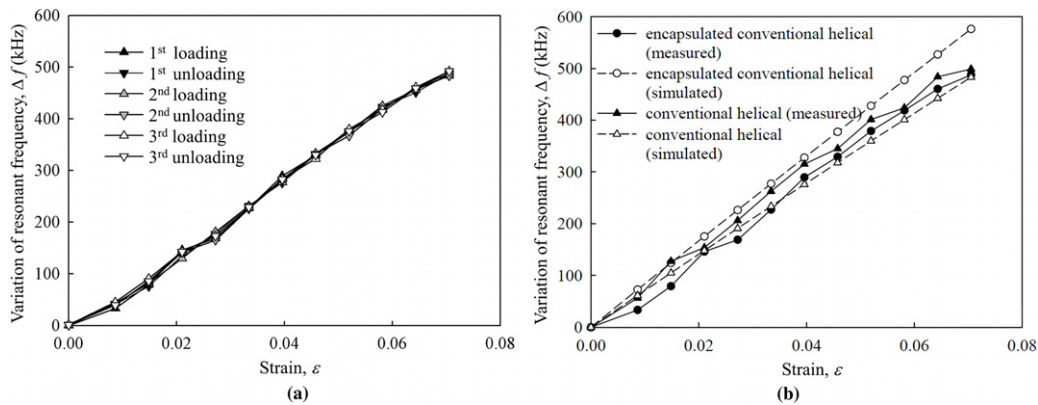 600
500
400
300
200
100
0
Variation of resonant frequency, Δ f (kHz)
1st loading
1st unloading
2nd loading
2nd unloading
3rd loading
3rd unloading
0.00
0.02
0.04
0.06
0.08
Strain, ε
(a)
600
500
400
300
200
100
0
Variation of resonant frequency, Δ f (kHz)
encapsulated conventional helical
(measured)
encapsulated conventional helical
(simulated)
conventional helical (measured)
conventional helical
(simulated)
0.00
0.02
0.04
0.06
0.08
Strain, ε
(b)